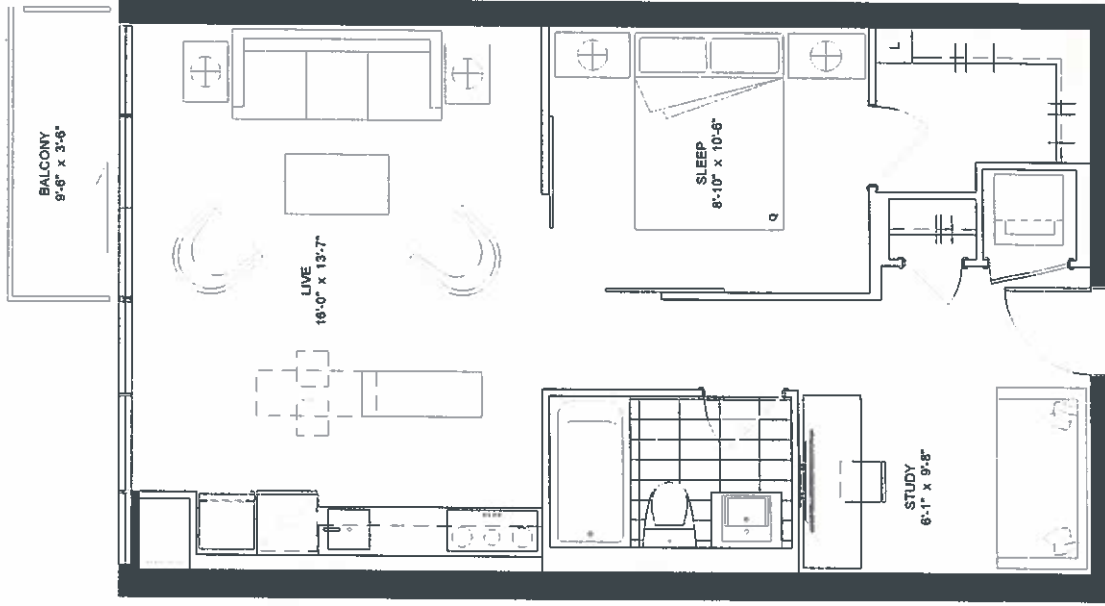 BALCONY
9'-6" x 3'-6"
LIVE
16'-0" x 13'-7"
SLEEP
8'-10" x 10'-6"
Q
L
STUDY
6'-1" x 9'-8"